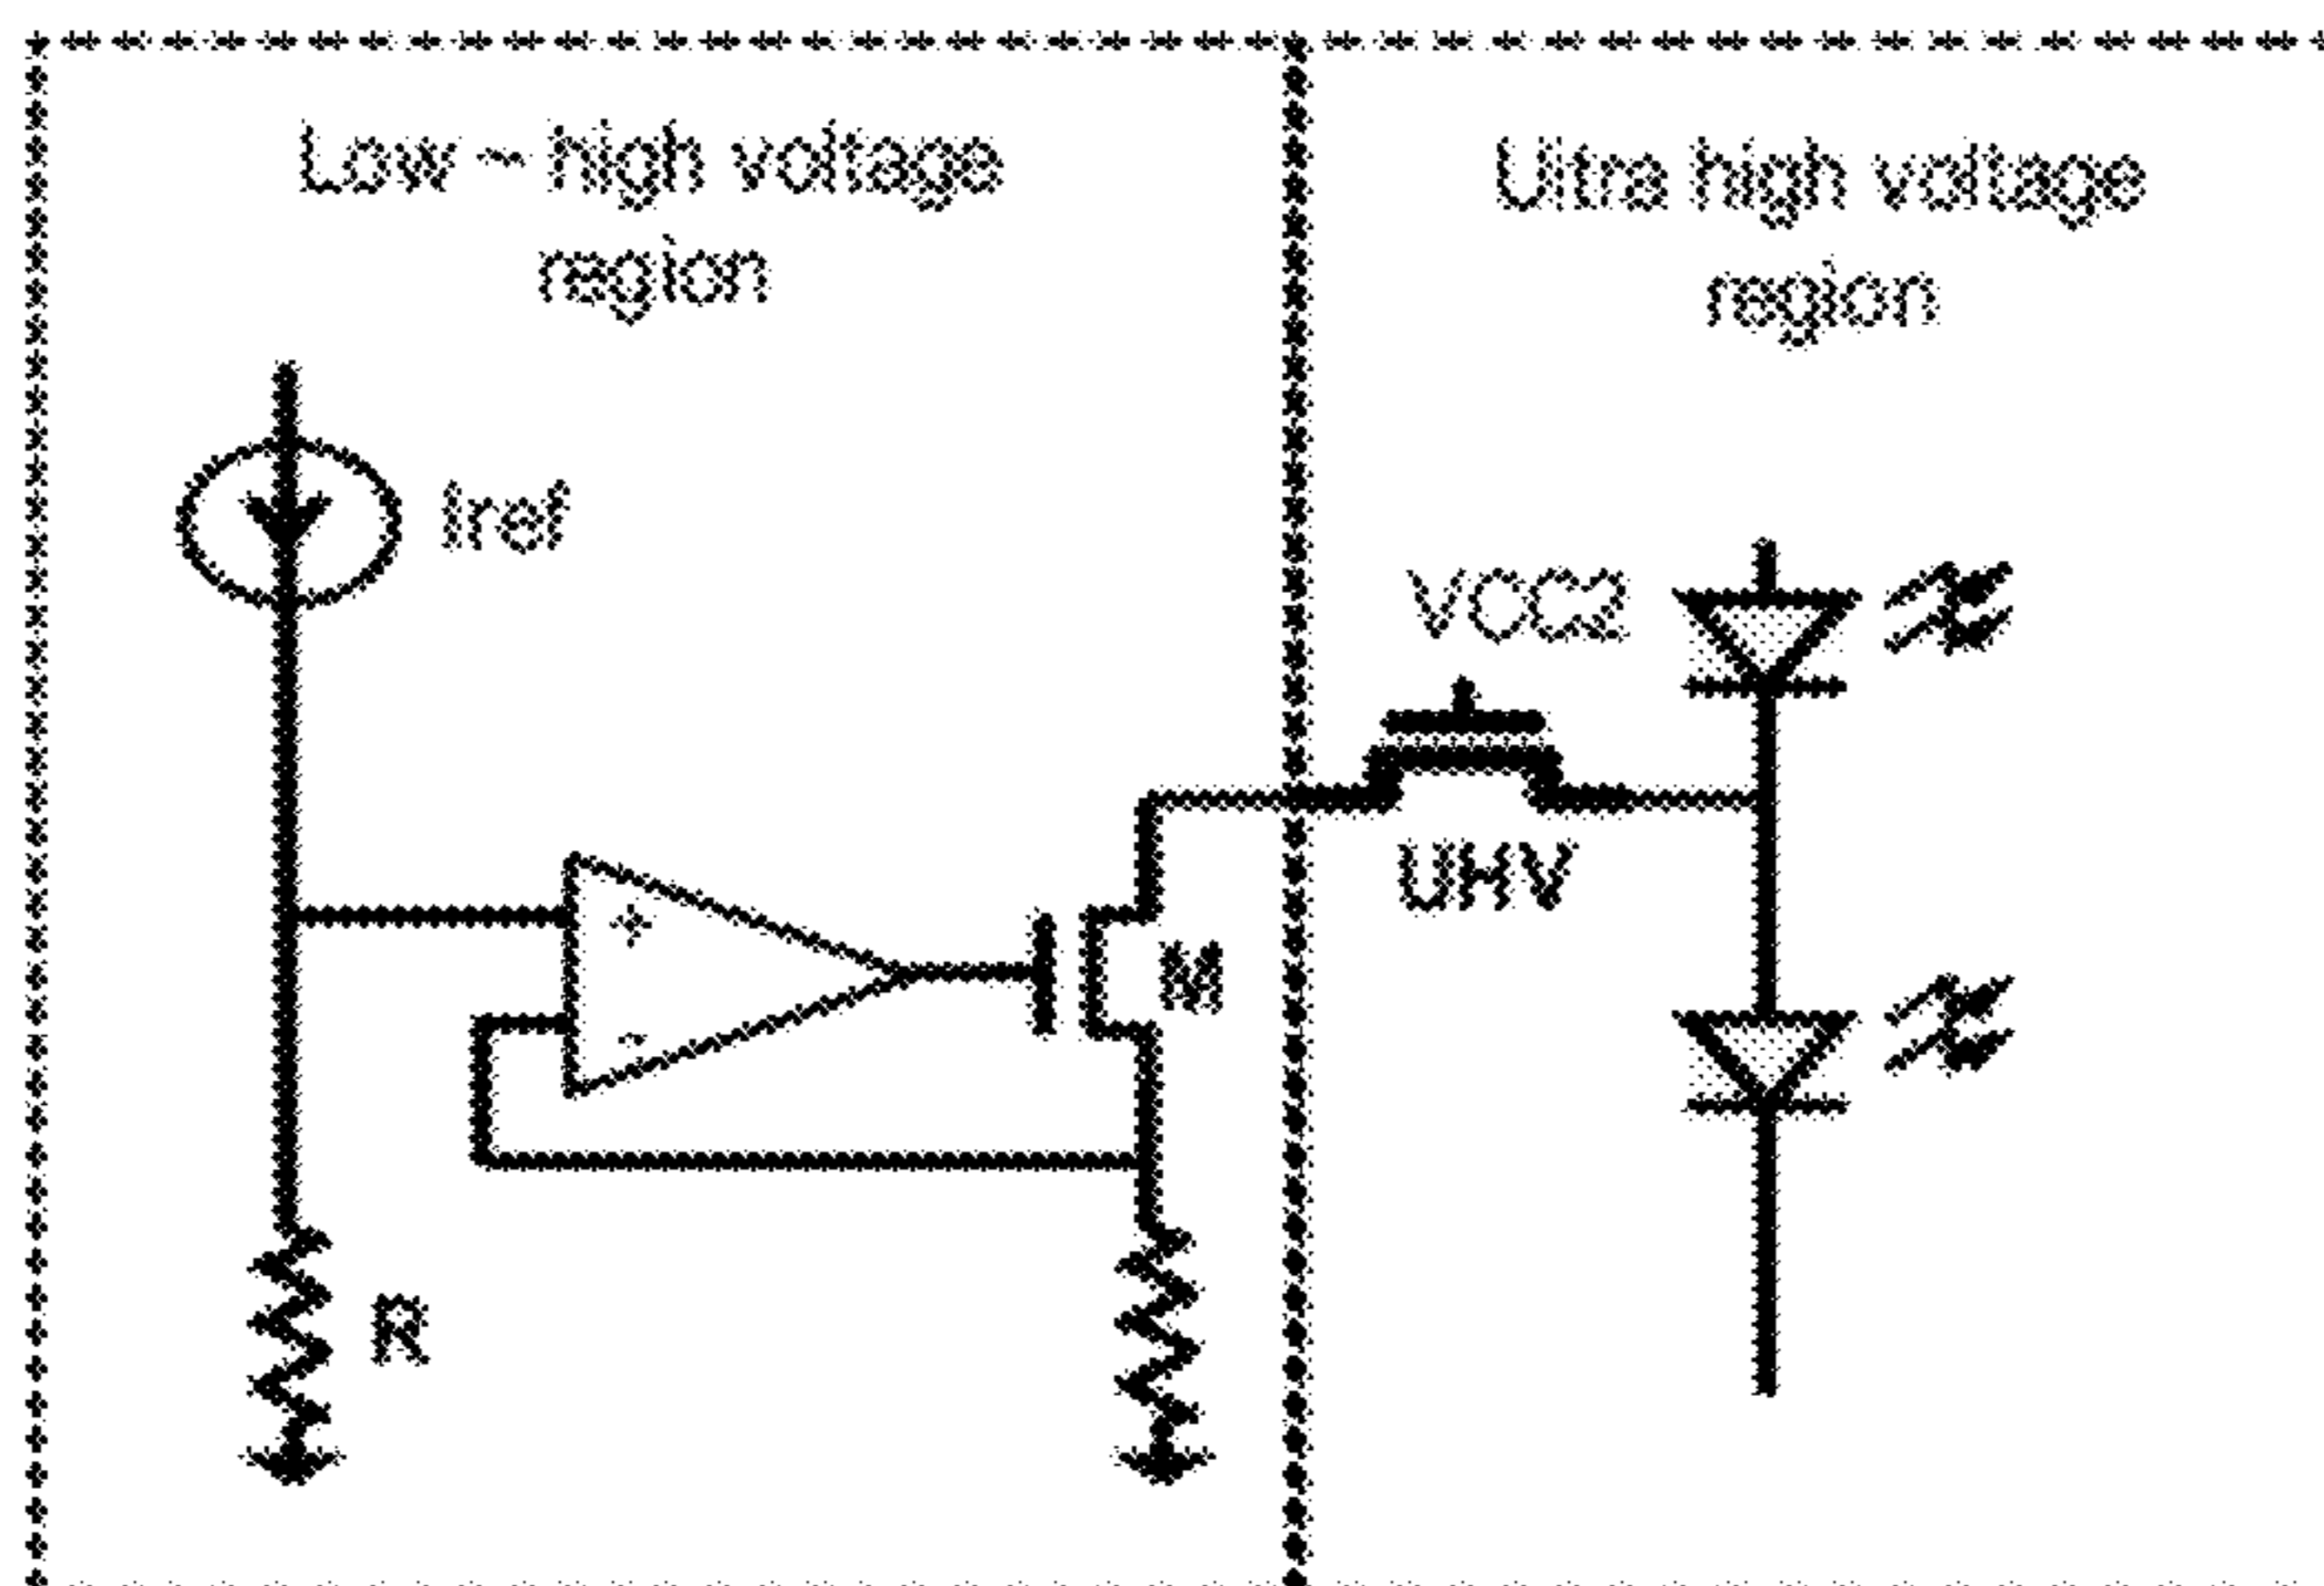 Low ~ high voltage
region
Ultra high voltage
region
Iref
VCC2
UHV
+
M
-
R